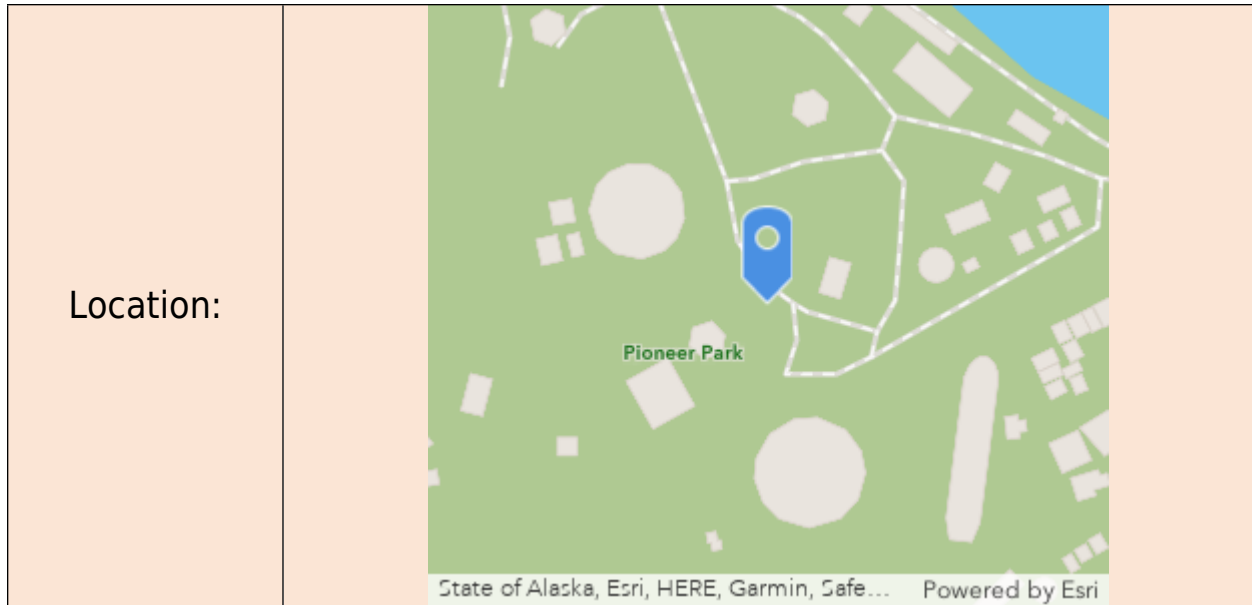 Location:
Pioneer Park
State of Alaska, Esri, HERE, Garmin, Safe... Powered by Esri